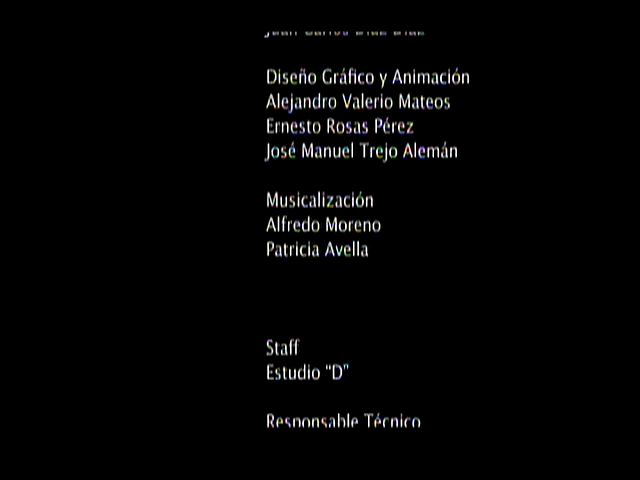 Diseño Gráfico y Animación
Alejandro Valerio Mateos
Ernesto Rosas Pérez
José Manuel Trejo Alemán
Musicalización
Alfredo Moreno
Patricia Avella
Staff
Estudio "D"
Responsable Técnico